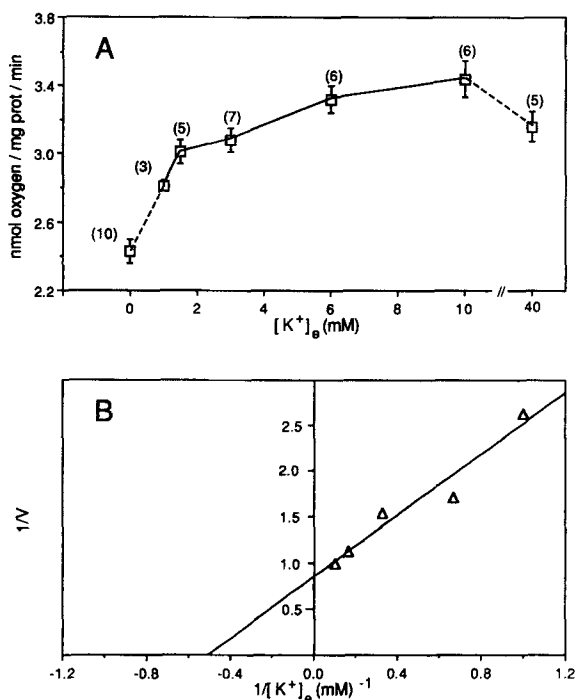 A
nmol oxygen / mg prot / min
3.8
3.4
3.0
2.6
2.2
(10)
(3)
(5)
(7)
(6)
(6)
(5)
0 2 4 6 8 10 // 40
[K⁺]ₑ (mM)
B
1/V
2.5
2.0
1.5
1.0
0.5
-1.2 -0.8 -0.4 0.0 0.4 0.8 1.2
1/[K⁺]ₑ (mM)⁻¹